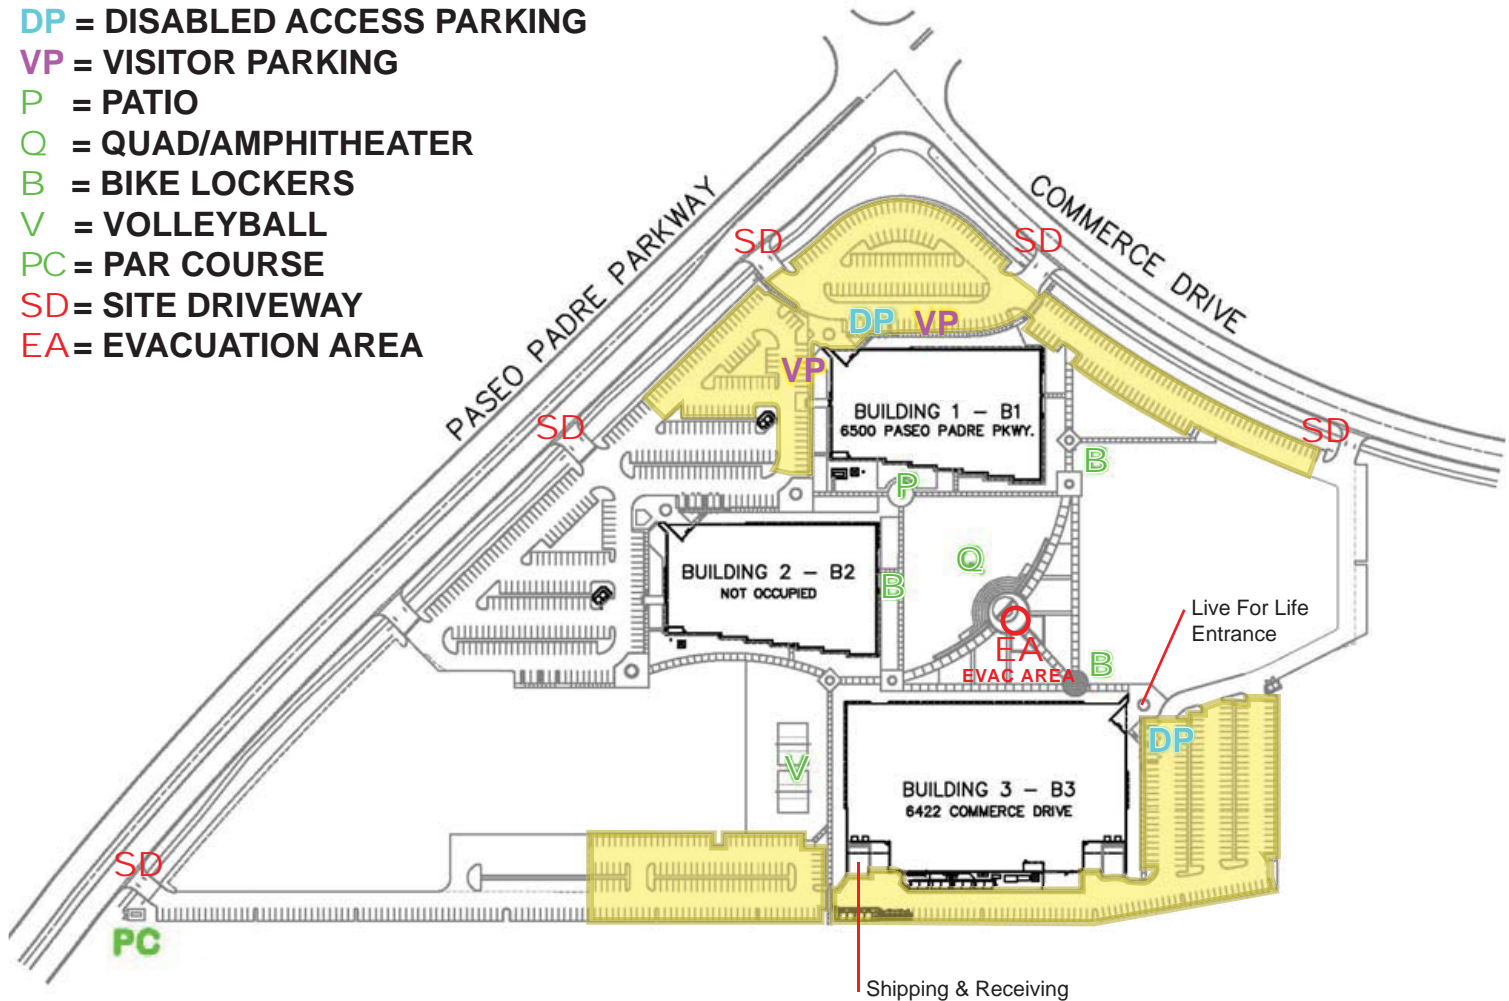 DP = DISABLED ACCESS PARKING
VP = VISITOR PARKING
P = PATIO
Q = QUAD/AMPHITHEATER
B = BIKE LOCKERS
V = VOLLEYBALL
PC = PAR COURSE
SD = SITE DRIVEWAY
EA = EVACUATION AREA
PASEO PADRE PARKWAY
COMMERCE DRIVE
SD
SD
DP
VP
VP
BUILDING 1 – B1
6500 PASEO PADRE PKWY.
SD
SD
B
P
Q
BUILDING 2 – B2
NOT OCCUPIED
B
Live For Life
Entrance
EA
EVAC AREA
B
DP
V
BUILDING 3 – B3
6422 COMMERCE DRIVE
SD
PC
Shipping & Receiving